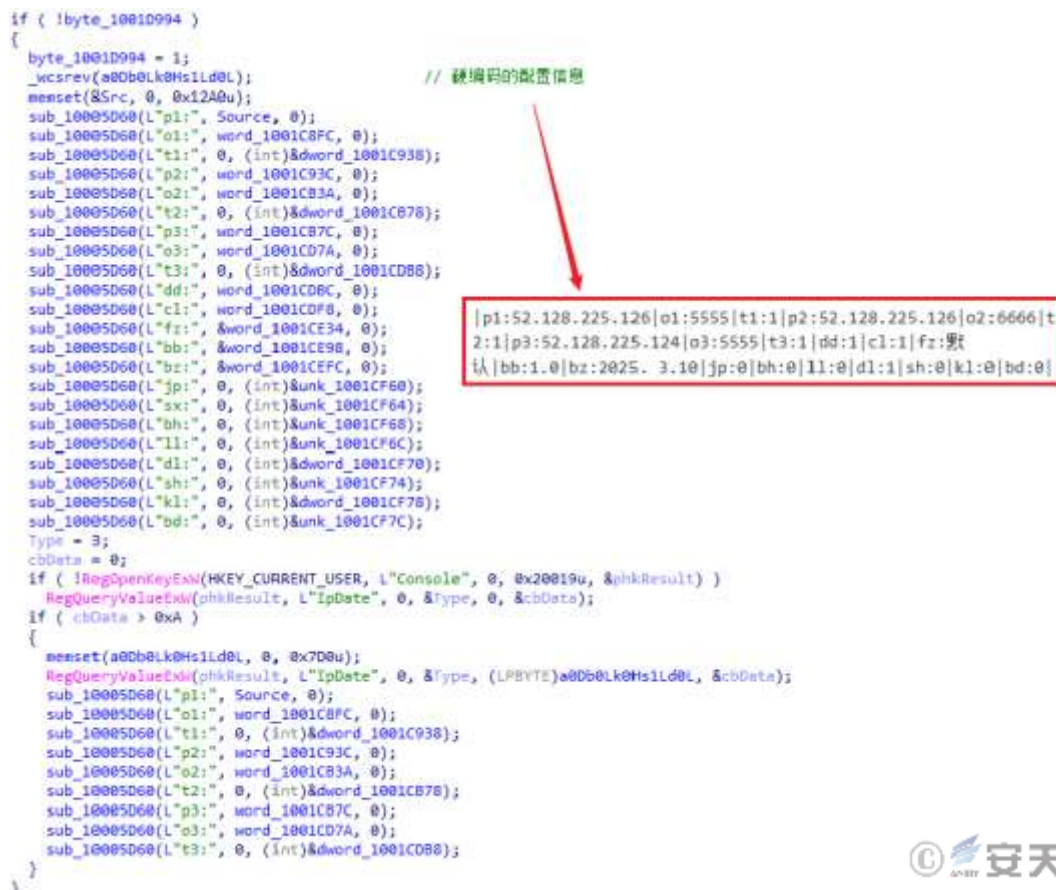 if ( !byte_1001D994 )
{
byte_1001D994 = 1;
_wcsrev(a0Db0Lk0Hs1Ld0L);
// 硬编码的配置信息
memset(&Src, 0, 0x12A0u);
sub_10005D60(L"p1:", Source, 0);
sub_10005D60(L"o1:", word_1001C8FC, 0);
sub_10005D60(L"t1:", 0, (int)&dword_1001C938);
sub_10005D60(L"p2:", word_1001C93C, 0);
sub_10005D60(L"o2:", word_1001CB3A, 0);
sub_10005D60(L"t2:", 0, (int)&dword_1001CB78);
sub_10005D60(L"p3:", word_1001CB7C, 0);
sub_10005D60(L"o3:", word_1001CD7A, 0);
sub_10005D60(L"t3:", 0, (int)&dword_1001CDB8);
sub_10005D60(L"dd:", word_1001CDBC, 0);
sub_10005D60(L"cl:", word_1001CDF8, 0);
sub_10005D60(L"fz:", &word_1001CE34, 0);
sub_10005D60(L"bb:", &word_1001CE98, 0);
sub_10005D60(L"bz:", &word_1001CEFC, 0);
sub_10005D60(L"jp:", 0, (int)&unk_1001CF60);
sub_10005D60(L"sx:", 0, (int)&unk_1001CF64);
sub_10005D60(L"bh:", 0, (int)&unk_1001CF68);
sub_10005D60(L"ll:", 0, (int)&unk_1001CF6C);
sub_10005D60(L"dl:", 0, (int)&dword_1001CF70);
sub_10005D60(L"sh:", 0, (int)&unk_1001CF74);
sub_10005D60(L"kl:", 0, (int)&dword_1001CF78);
sub_10005D60(L"bd:", 0, (int)&unk_1001CF7C);
|p1:52.128.225.126|o1:5555|t1:1|p2:52.128.225.126|o2:6666|t
2:1|p3:52.128.225.124|o3:5555|t3:1|dd:1|cl:1|fz:默
认|bb:1.0|bz:2025. 3.10|jp:0|bh:0|ll:0|dl:1|sh:0|kl:0|bd:0|
Type = 3;
cbData = 0;
if ( !RegOpenKeyExW(HKEY_CURRENT_USER, L"Console", 0, 0x20019u, &phkResult) )
RegQueryValueExW(phkResult, L"IpDate", 0, &Type, 0, &cbData);
if ( cbData > 0xA )
{
memset(a0Db0Lk0Hs1Ld0L, 0, 0x7D0u);
RegQueryValueExW(phkResult, L"IpDate", 0, &Type, (LPBYTE)a0Db0Lk0Hs1Ld0L, &cbData);
sub_10005D60(L"p1:", Source, 0);
sub_10005D60(L"o1:", word_1001C8FC, 0);
sub_10005D60(L"t1:", 0, (int)&dword_1001C938);
sub_10005D60(L"p2:", word_1001C93C, 0);
sub_10005D60(L"o2:", word_1001CB3A, 0);
sub_10005D60(L"t2:", 0, (int)&dword_1001CB78);
sub_10005D60(L"p3:", word_1001CB7C, 0);
sub_10005D60(L"o3:", word_1001CD7A, 0);
sub_10005D60(L"t3:", 0, (int)&dword_1001CDB8);
}
}
© 安天